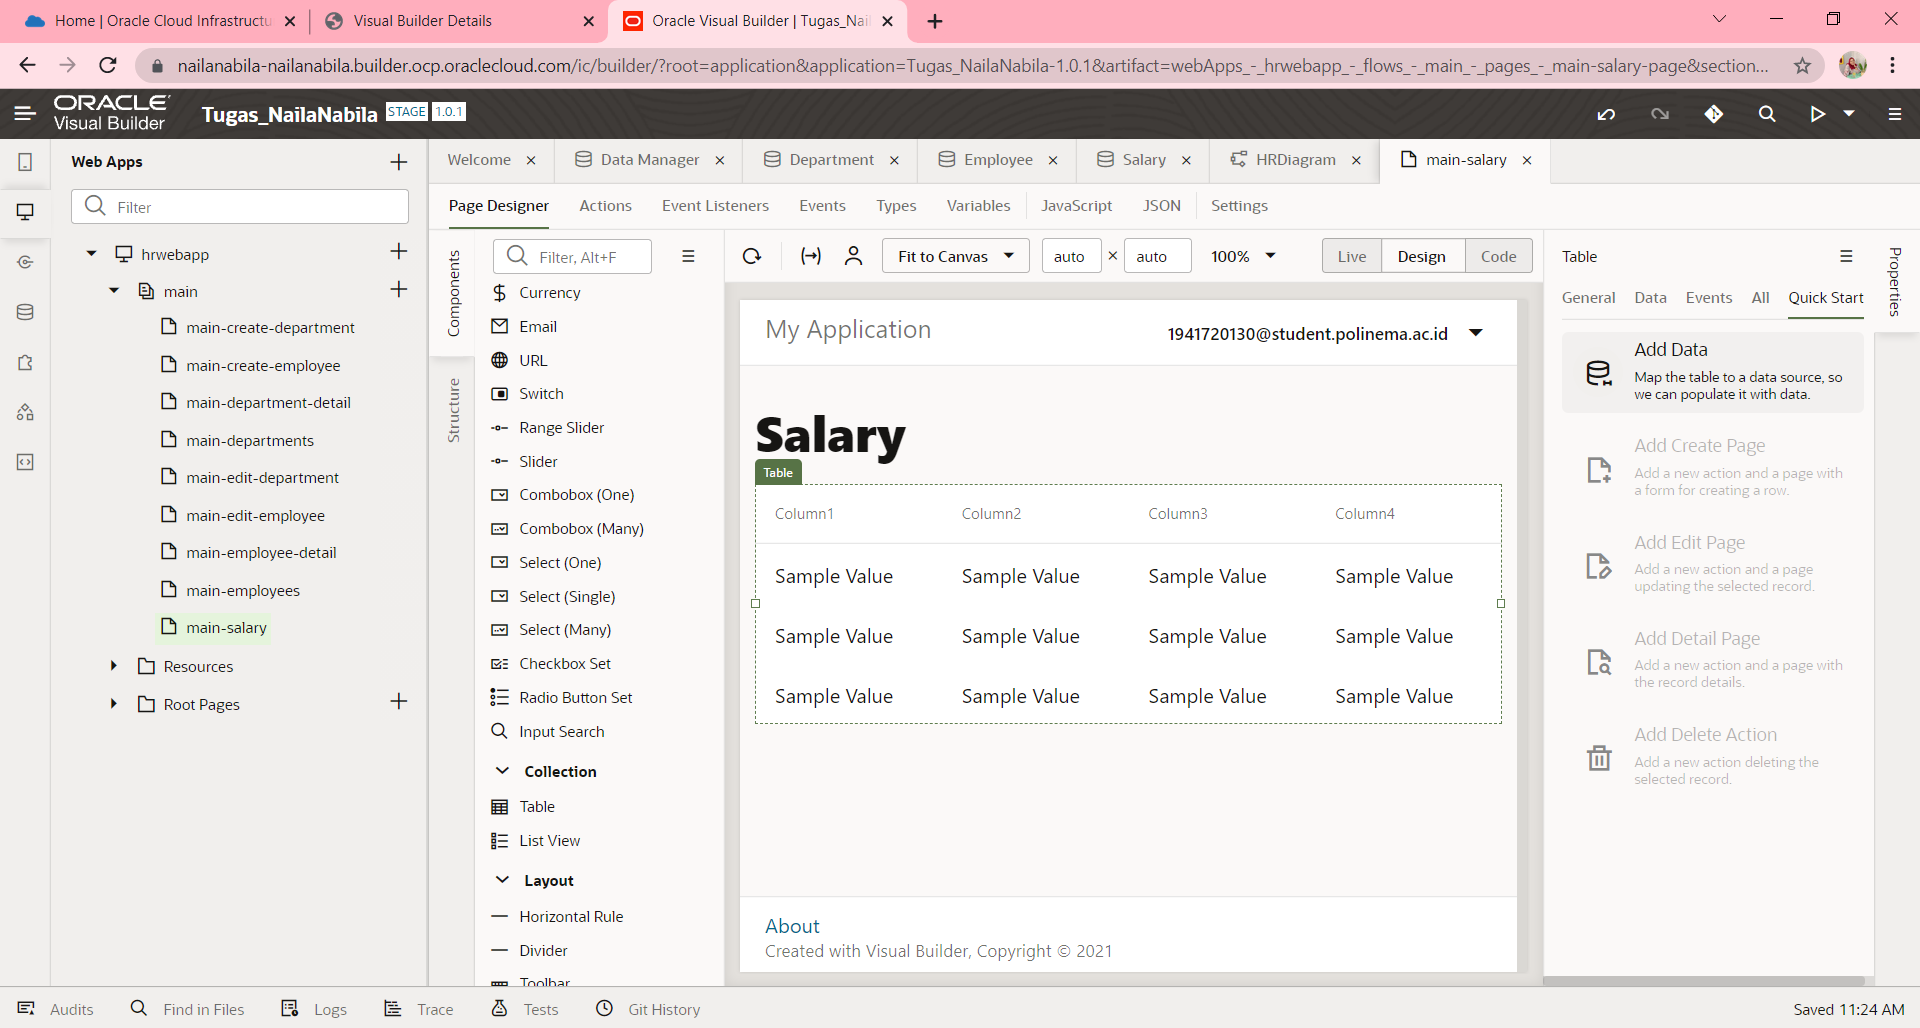 Home | Oracle Cloud Infrastructu
Visual Builder Details
Oracle Visual Builder | Tugas_Nail
nailanabila-nailanabila.builder.ocp.oraclecloud.com/ic/builder/?root=application&application=Tugas_NailaNabila-1.0.1&artifact=webApps_-_hrwebapp_-_flows_-_main_-_pages_-_main-salary-page&section...
ORACLE
Visual Builder
Tugas_NailaNabila
STAGE
1.0.1
Web Apps
Filter
hrwebapp
main
main-create-department
main-create-employee
main-department-detail
main-departments
main-edit-department
main-edit-employee
main-employee-detail
main-employees
main-salary
Resources
Root Pages
Welcome
Data Manager
Department
Employee
Salary
HRDiagram
main-salary
Page Designer
Actions
Event Listeners
Events
Types
Variables
JavaScript
JSON
Settings
Components
Structure
Filter, Alt+F
Currency
Email
URL
Switch
Range Slider
Slider
Combobox (One)
Combobox (Many)
Select (One)
Select (Single)
Select (Many)
Checkbox Set
Radio Button Set
Input Search
Collection
Table
List View
Layout
Horizontal Rule
Divider
Toolbar
Fit to Canvas
auto
×
auto
100%
Live
Design
Code
My Application
1941720130@student.polinema.ac.id
Salary
Table
Column1 Column2 Column3 Column4
Sample Value Sample Value Sample Value Sample Value
Sample Value Sample Value Sample Value Sample Value
Sample Value Sample Value Sample Value Sample Value
About
Created with Visual Builder, Copyright © 2021
Table
General
Data
Events
All
Quick Start
Properties
Add Data
Map the table to a data source, so
we can populate it with data.
Add Create Page
Add a new action and a page with
a form for creating a row.
Add Edit Page
Add a new action and a page
updating the selected record.
Add Detail Page
Add a new action and a page with
the record details.
Add Delete Action
Add a new action deleting the
selected record.
Audits
Find in Files
Logs
Trace
Tests
Git History
Saved 11:24 AM